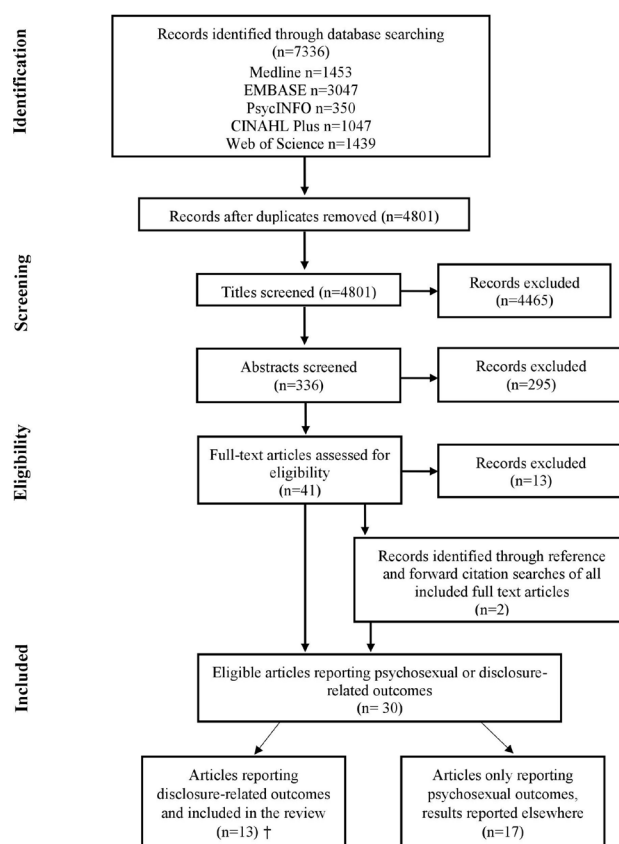 Identification
Records identified through database searching
(n=7336)
Medline n=1453
EMBASE n=3047
PsycINFO n=350
CINAHL Plus n=1047
Web of Science n=1439
Records after duplicates removed (n=4801)
Screening
Titles screened (n=4801)
Records excluded
(n=4465)
Abstracts screened
(n=336)
Records excluded
(n=295)
Eligibility
Full-text articles assessed for
eligibility
(n=41)
Records excluded
(n=13)
Records identified through reference
and forward citation searches of all
included full text articles
(n=2)
Included
Eligible articles reporting psychosexual or disclosure-
related outcomes
(n= 30)
Articles reporting
disclosure-related outcomes
and included in the review
(n=13) †
Articles only reporting
psychosexual outcomes,
results reported elsewhere
(n=17)